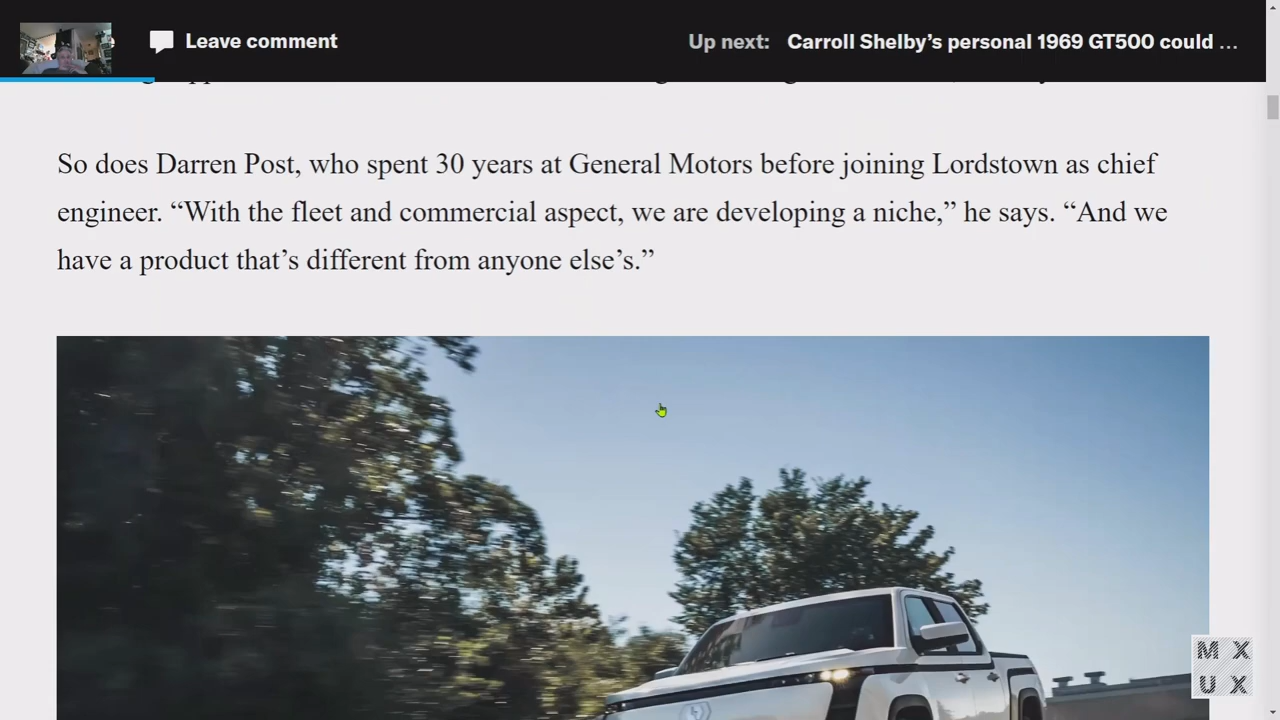 Leave comment
Up next: Carroll Shelby’s personal 1969 GT500 could ...
So does Darren Post, who spent 30 years at General Motors before joining Lordstown as chief
engineer. “With the fleet and commercial aspect, we are developing a niche,” he says. “And we
have a product that’s different from anyone else’s.”
M X
U X